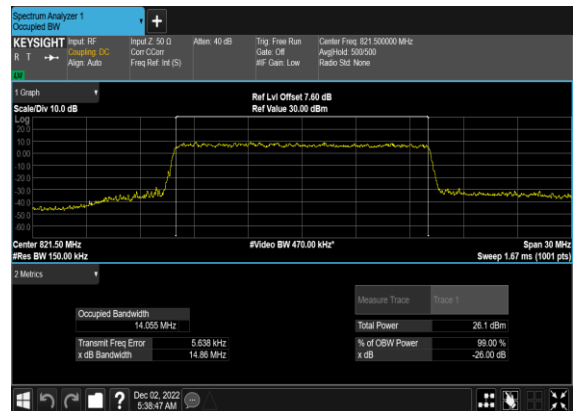 Spectrum Analyzer 1
Occupied BW
KEYSIGHT Input: RF Input Z: 50 Ω Atten: 40 dB Trig: Free Run Center Freq: 821.500000 MHz
R T Coupling: DC Corr CCorr Gate: Off Avg|Hold: 500/500
Align: Auto Freq Ref: Int (S) #IF Gain: Low Radio Std: None
1 Graph
Ref Lvl Offset 7.60 dB
Scale/Div 10.0 dB Ref Value 30.00 dBm
Log
20.0
10.0
0.00
-10.0
-20.0
-30.0
-40.0
-50.0
-60.0
Center 821.50 MHz #Video BW 470.00 kHz* Span 30 MHz
#Res BW 150.00 kHz Sweep 1.67 ms (1001 pts)
2 Metrics
Measure Trace Trace 1
Occupied Bandwidth
14.055 MHz Total Power 26.1 dBm
Transmit Freq Error 5.638 kHz % of OBW Power 99.00 %
x dB Bandwidth 14.86 MHz x dB -26.00 dB
?
Dec 02, 2022
5:38:47 AM